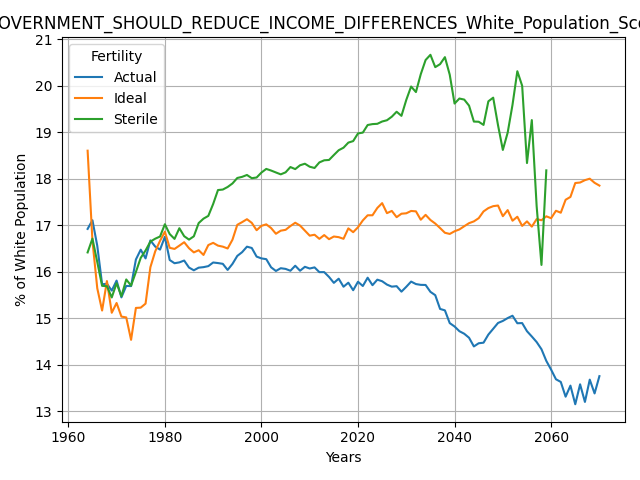 OVERNMENT_SHOULD_REDUCE_INCOME_DIFFERENCES_White_Population_Sc
21
20
19
18
17
16
15
14
13
% of White Population
Fertility
Actual
Ideal
Sterile
1960
1980
2000
2020
2040
2060
Years